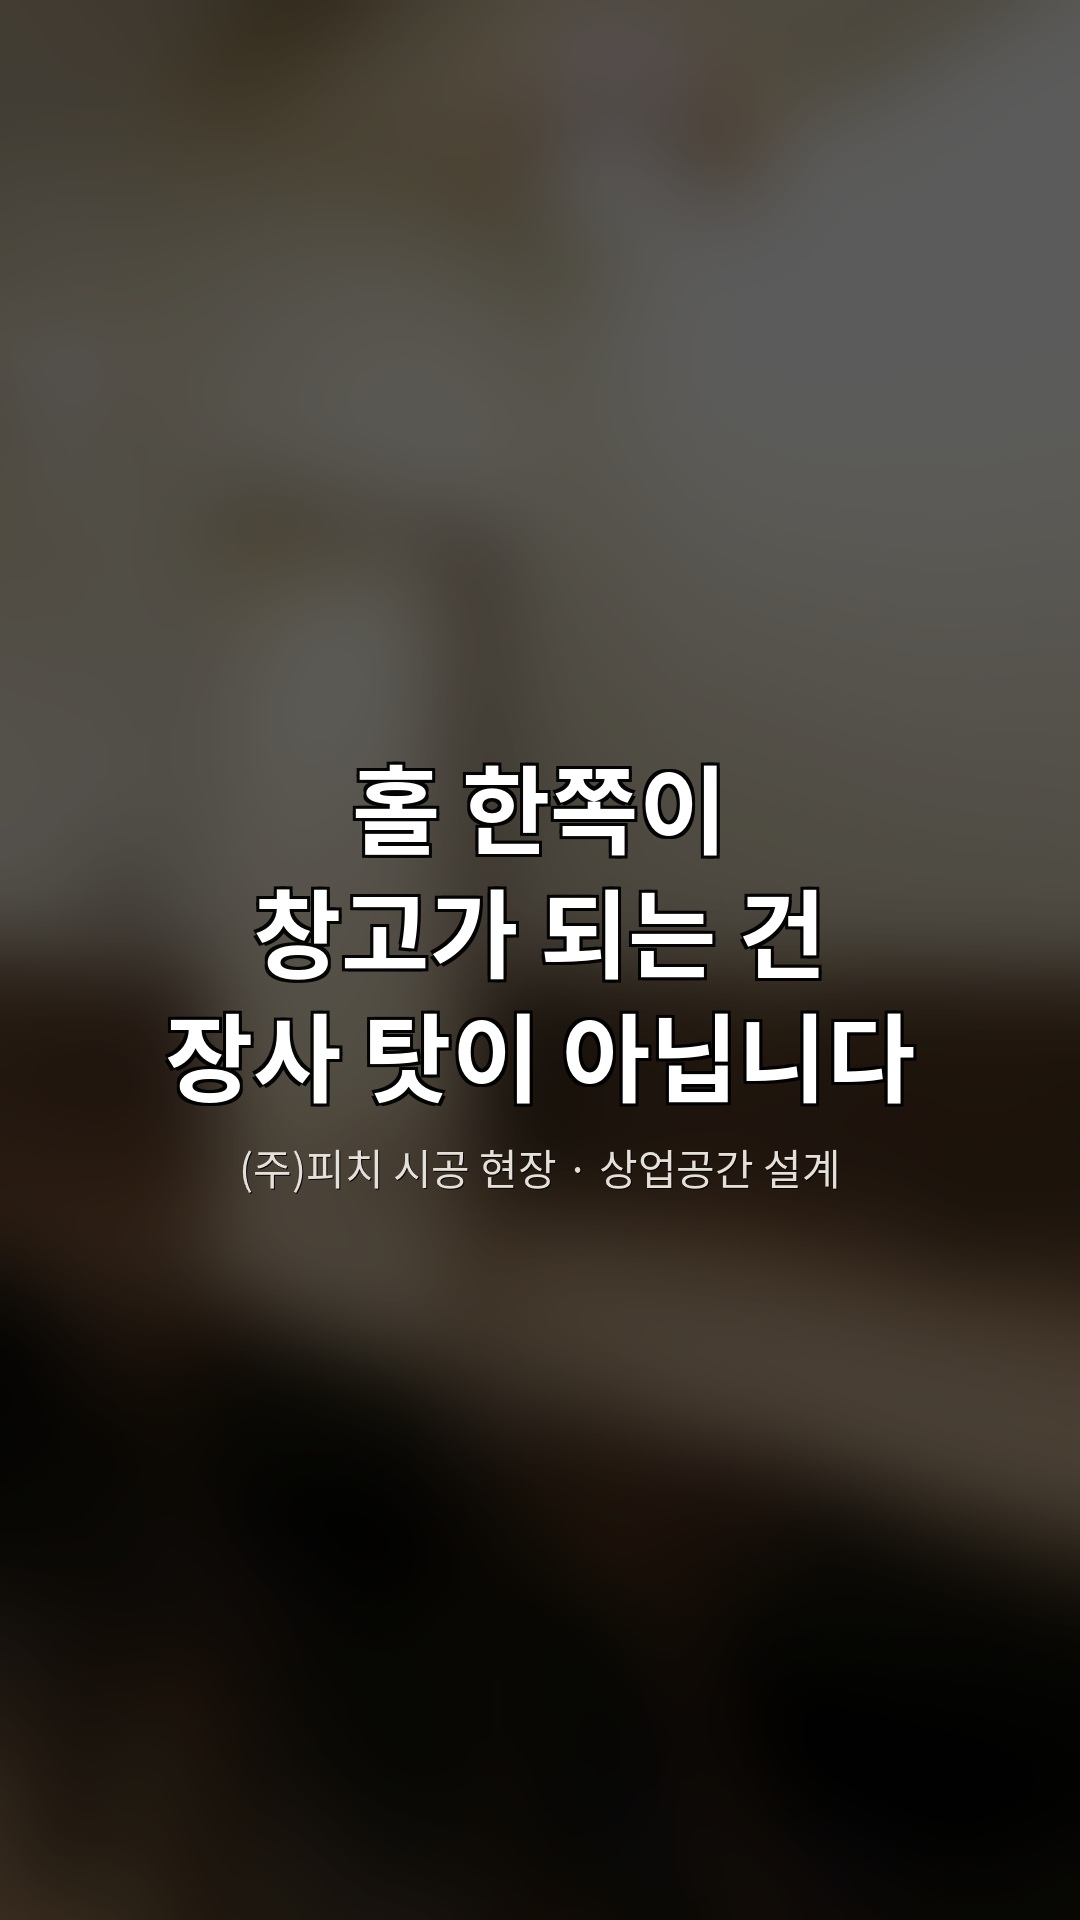 홀 한쪽이
창고가 되는 건
장사 탓이 아닙니다
(주)피치 시공 현장 · 상업공간 설계